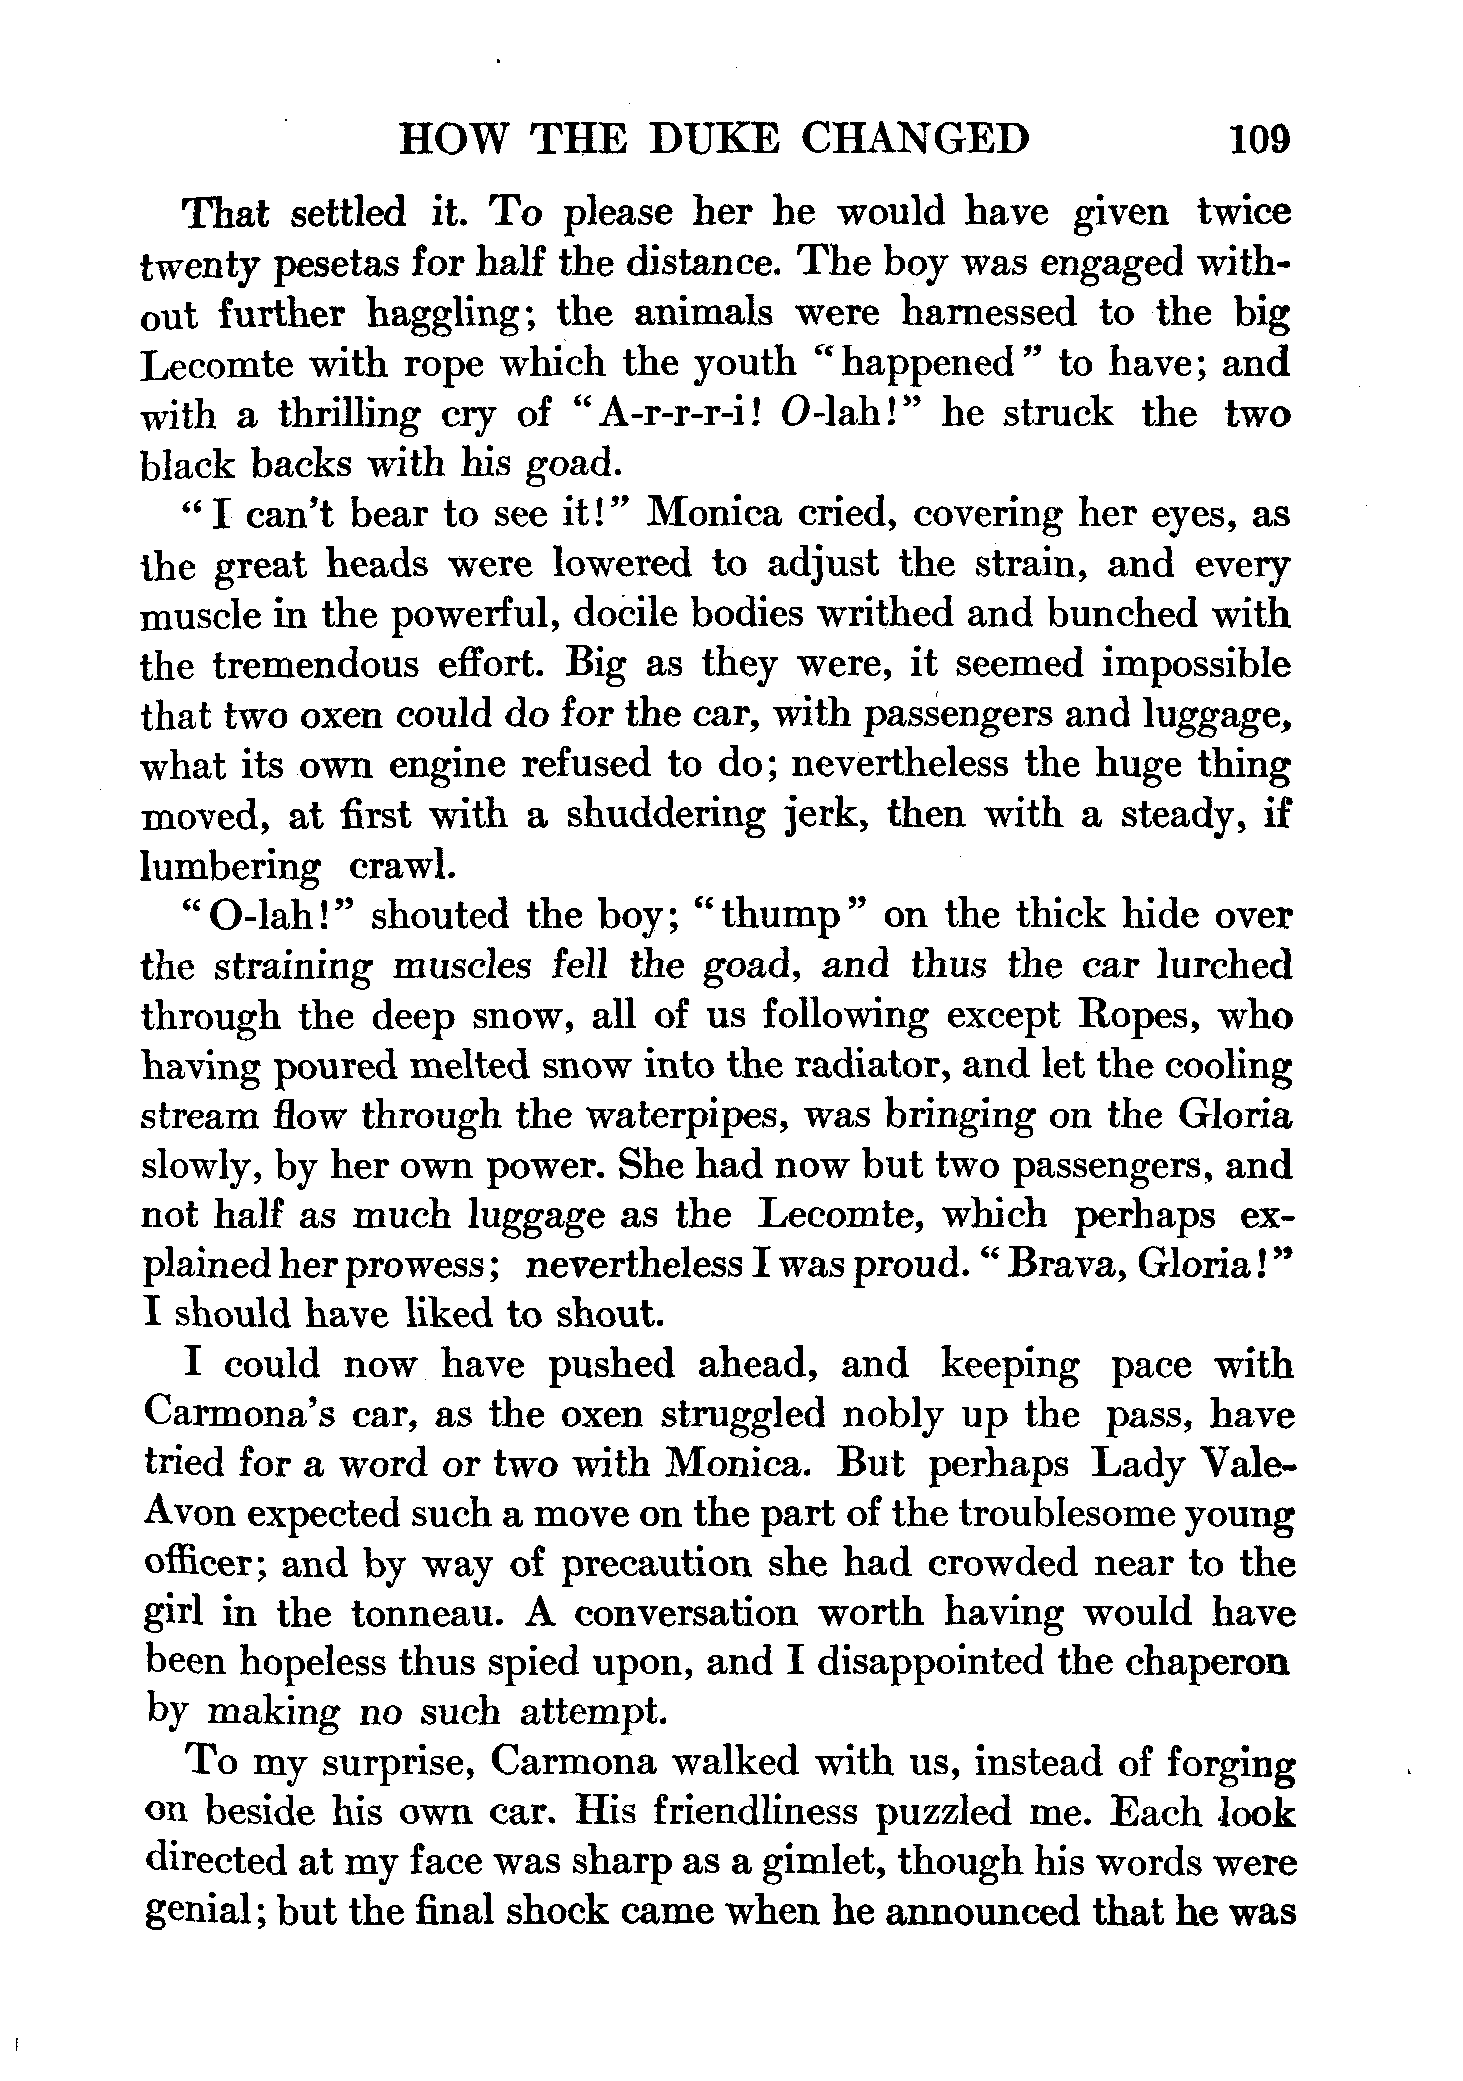 HOW THE DUKE CHANGED 109
That settled it. To please her he would have given twice
twenty pesetas for half the distance. The boy was engaged with-
out further haggling; the animals were harnessed to the big
Lecomte with rope which the youth "happened" to have; and
with a thrilling cry of "A-r-r-r-i! O-lah!" he struck the two
black backs with his goad.
"I can't bear to see it!" Monica cried, covering her eyes, as
the great heads were lowered to adjust the strain, and every
muscle in the powerful, docile bodies writhed and bunched with
the tremendous effort. Big as they were, it seemed impossible
that two oxen could do for the car, with passengers and luggage,
what its own engine refused to do; nevertheless the huge thing
moved, at first with a shuddering jerk, then with a steady, if
lumbering crawl.
"O-lah!" shouted the boy; "thump" on the thick hide over
the straining muscles fell the goad, and thus the car lurched
through the deep snow, all of us following except Ropes, who
having poured melted snow into the radiator, and let the cooling
stream flow through the waterpipes, was bringing on the Gloria
slowly, by her own power. She had now but two passengers, and
not half as much luggage as the Lecomte, which perhaps ex-
plained her prowess; nevertheless I was proud. "Brava, Gloria!"
I should have liked to shout.
I could now have pushed ahead, and keeping pace with
Carmona's car, as the oxen struggled nobly up the pass, have
tried for a word or two with Monica. But perhaps Lady Vale-
Avon expected such a move on the part of the troublesome young
officer; and by way of precaution she had crowded near to the
girl in the tonneau. A conversation worth having would have
been hopeless thus spied upon, and I disappointed the chaperon
by making no such attempt.
To my surprise, Carmona walked with us, instead of forging
on beside his own car. His friendliness puzzled me. Each look
directed at my face was sharp as a gimlet, though his words were
genial; but the final shock came when he announced that he was